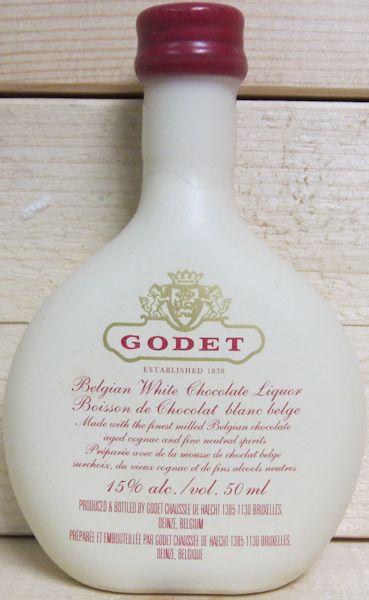 GODET
ESTABLISHED 1838
Belgian White Chocolate Liquor
Boisson de Chocolat blanc belge
Made with the finest milled Belgian chocolate
aged cognac and fine neutral spirits
Préparée avec de la mousse de choclat belge
surchoix, du vieux cognac et de fins alcools neutres
15% alc./vol. 50 ml
PRODUCED & BOTTLED BY GODET CHAUSSÉE DE HAECHT 1385-1130 BRUXELLES,
DEINZE, BELGIUM
PRÉPARÉE ET EMBOUTEILLÉE PAR GODET CHAUSSÉE DE HAECHT 1385-1130 BRUXELLES,
DEINZE, BELGIQUE